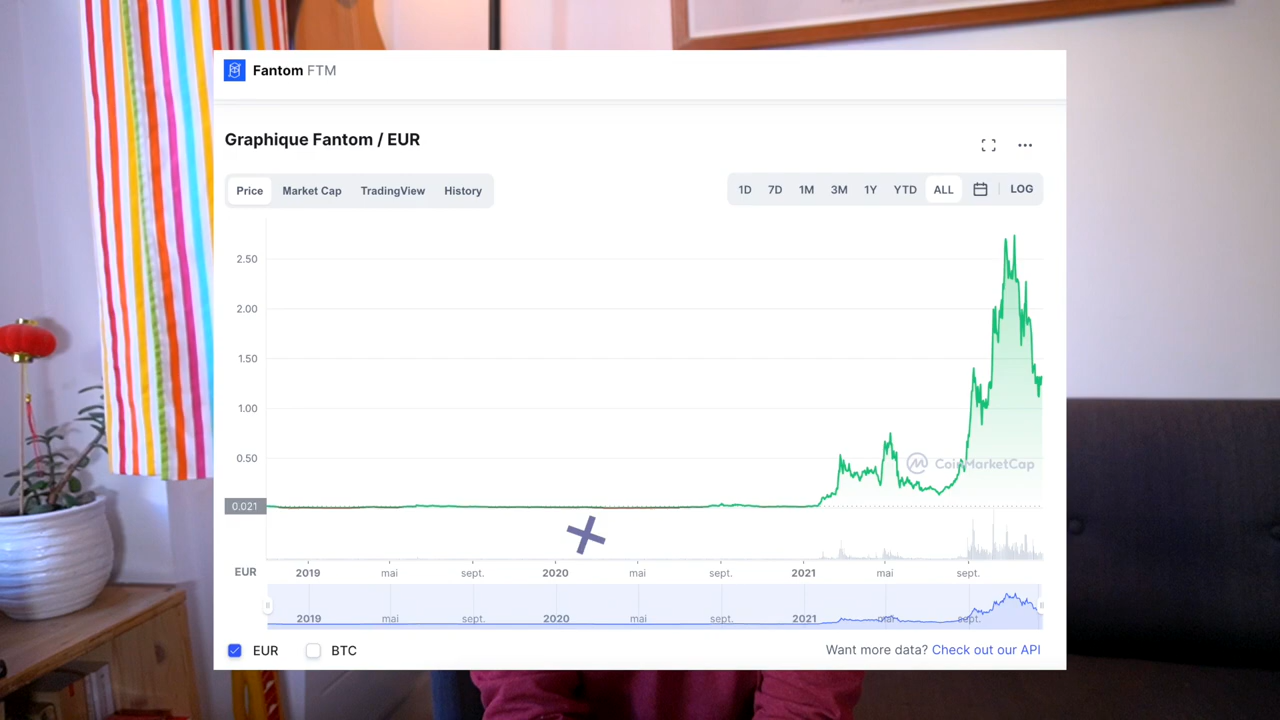 Fantom FTM
Graphique Fantom / EUR
Price Market Cap TradingView History
1D 7D 1M 3M 1Y YTD ALL LOG
2.50
2.00
1.50
1.00
0.50
CoinMarketCap
0.021
EUR 2019 mai sept. 2020 mai sept. 2021 mai sept.
2019 mai sept. 2020 mai sept. 2021 mai sept.
EUR BTC
Want more data? Check out our API